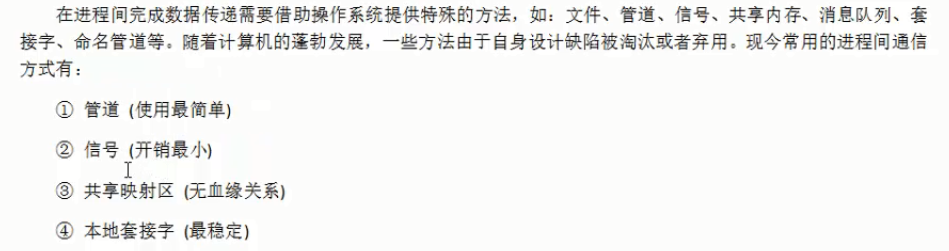 在进程间完成数据传递需要借助操作系统提供特殊的方法，如：文件、管道、信号、共享内存、消息队列、套
接字、命名管道等。随着计算机的蓬勃发展，一些方法由于自身设计缺陷被淘汰或者弃用。现今常用的进程间通信
方式有：
① 管道 (使用最简单)
② 信号 (开销最小)
③ 共享映射区 (无血缘关系)
④ 本地套接字 (最稳定)